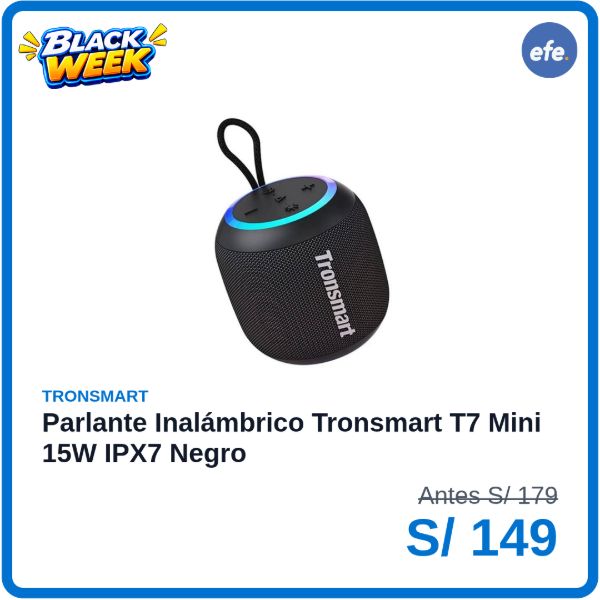 BLACK
WEEK
efe.
Tronsmart
TRONSMART
Parlante Inalámbrico Tronsmart T7 Mini
15W IPX7 Negro
Antes S/ 179
S/ 149